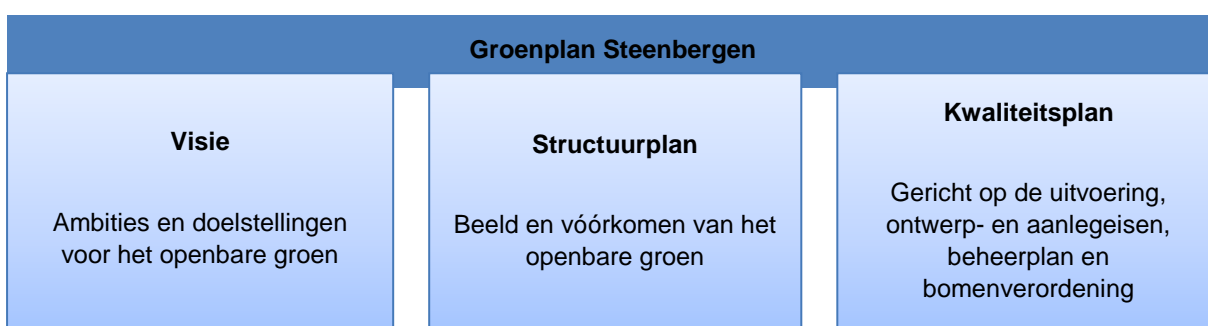 Groenplan Steenbergen
Visie
Ambities en doelstellingen
voor het openbare groen
Structuurplan
Beeld en vóórkomen van het
openbare groen
Kwaliteitsplan
Gericht op de uitvoering,
ontwerp- en aanlegeisen,
beheerplan en
bomenverordening